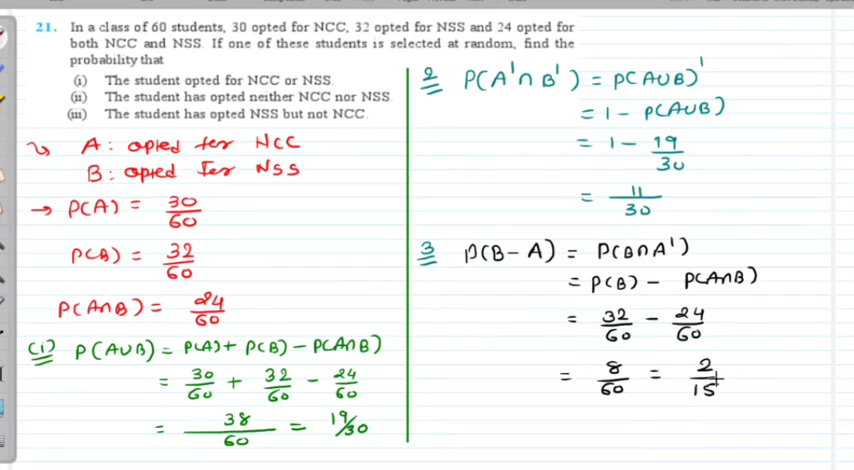 21. In a class of 60 students, 30 opted for NCC, 32 opted for NSS and 24 opted for
both NCC and NSS. If one of these students is selected at random, find the
probability that
(i) The student opted for NCC or NSS.
(ii) The student has opted neither NCC nor NSS.
(iii) The student has opted NSS but not NCC.
A : opted for NCC
B : opted for NSS
→ P(A) = 30/60
P(B) = 32/60
P(A∩B) = 24/60
(i) P(A∪B) = P(A) + P(B) − P(A∩B)
= 30/60 + 32/60 − 24/60
= 38/60 = 19/30
2 P(A'∩B') = P(A∪B)'
= 1 − P(A∪B)
= 1 − 19/30
= 11/30
3 P(B−A) = P(B∩A')
= P(B) − P(A∩B)
= 32/60 − 24/60
= 8/60 = 2/15